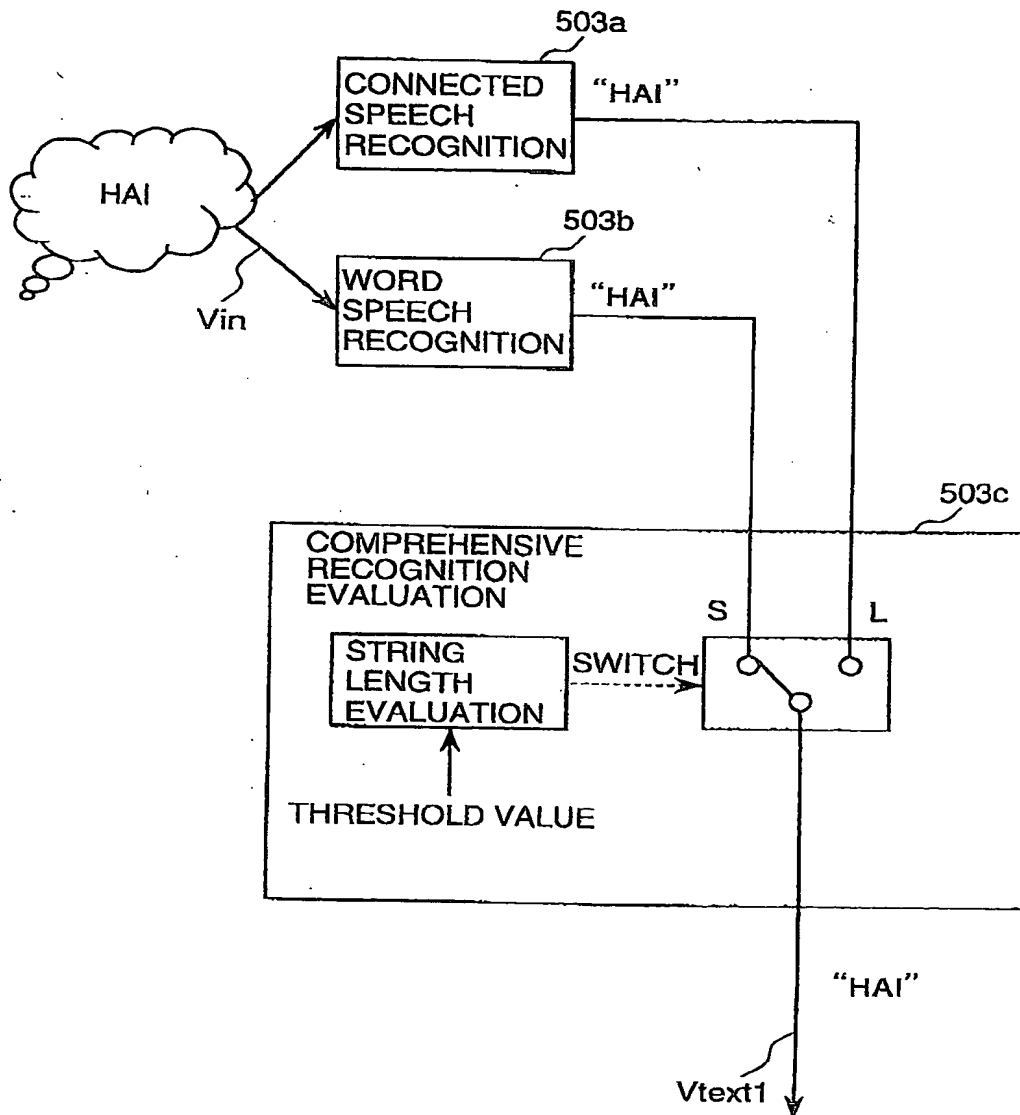 503a
CONNECTED
SPEECH
RECOGNITION
“HAI”
HAI
503b
WORD
SPEECH
RECOGNITION
“HAI”
Vin
503c
COMPREHENSIVE
RECOGNITION
EVALUATION
S
L
STRING
LENGTH
EVALUATION
SWITCH
THRESHOLD VALUE
“HAI”
Vtext1